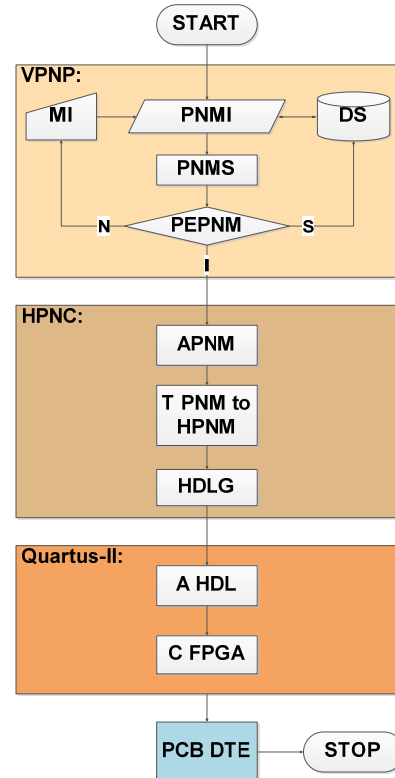 START
VPNP:
MI
PNMI
DS
PNMS
PEPNM
N
S
I
HPNC:
APNM
T PNM to
HPNM
HDLG
Quartus-II:
A HDL
C FPGA
PCB DTE
STOP